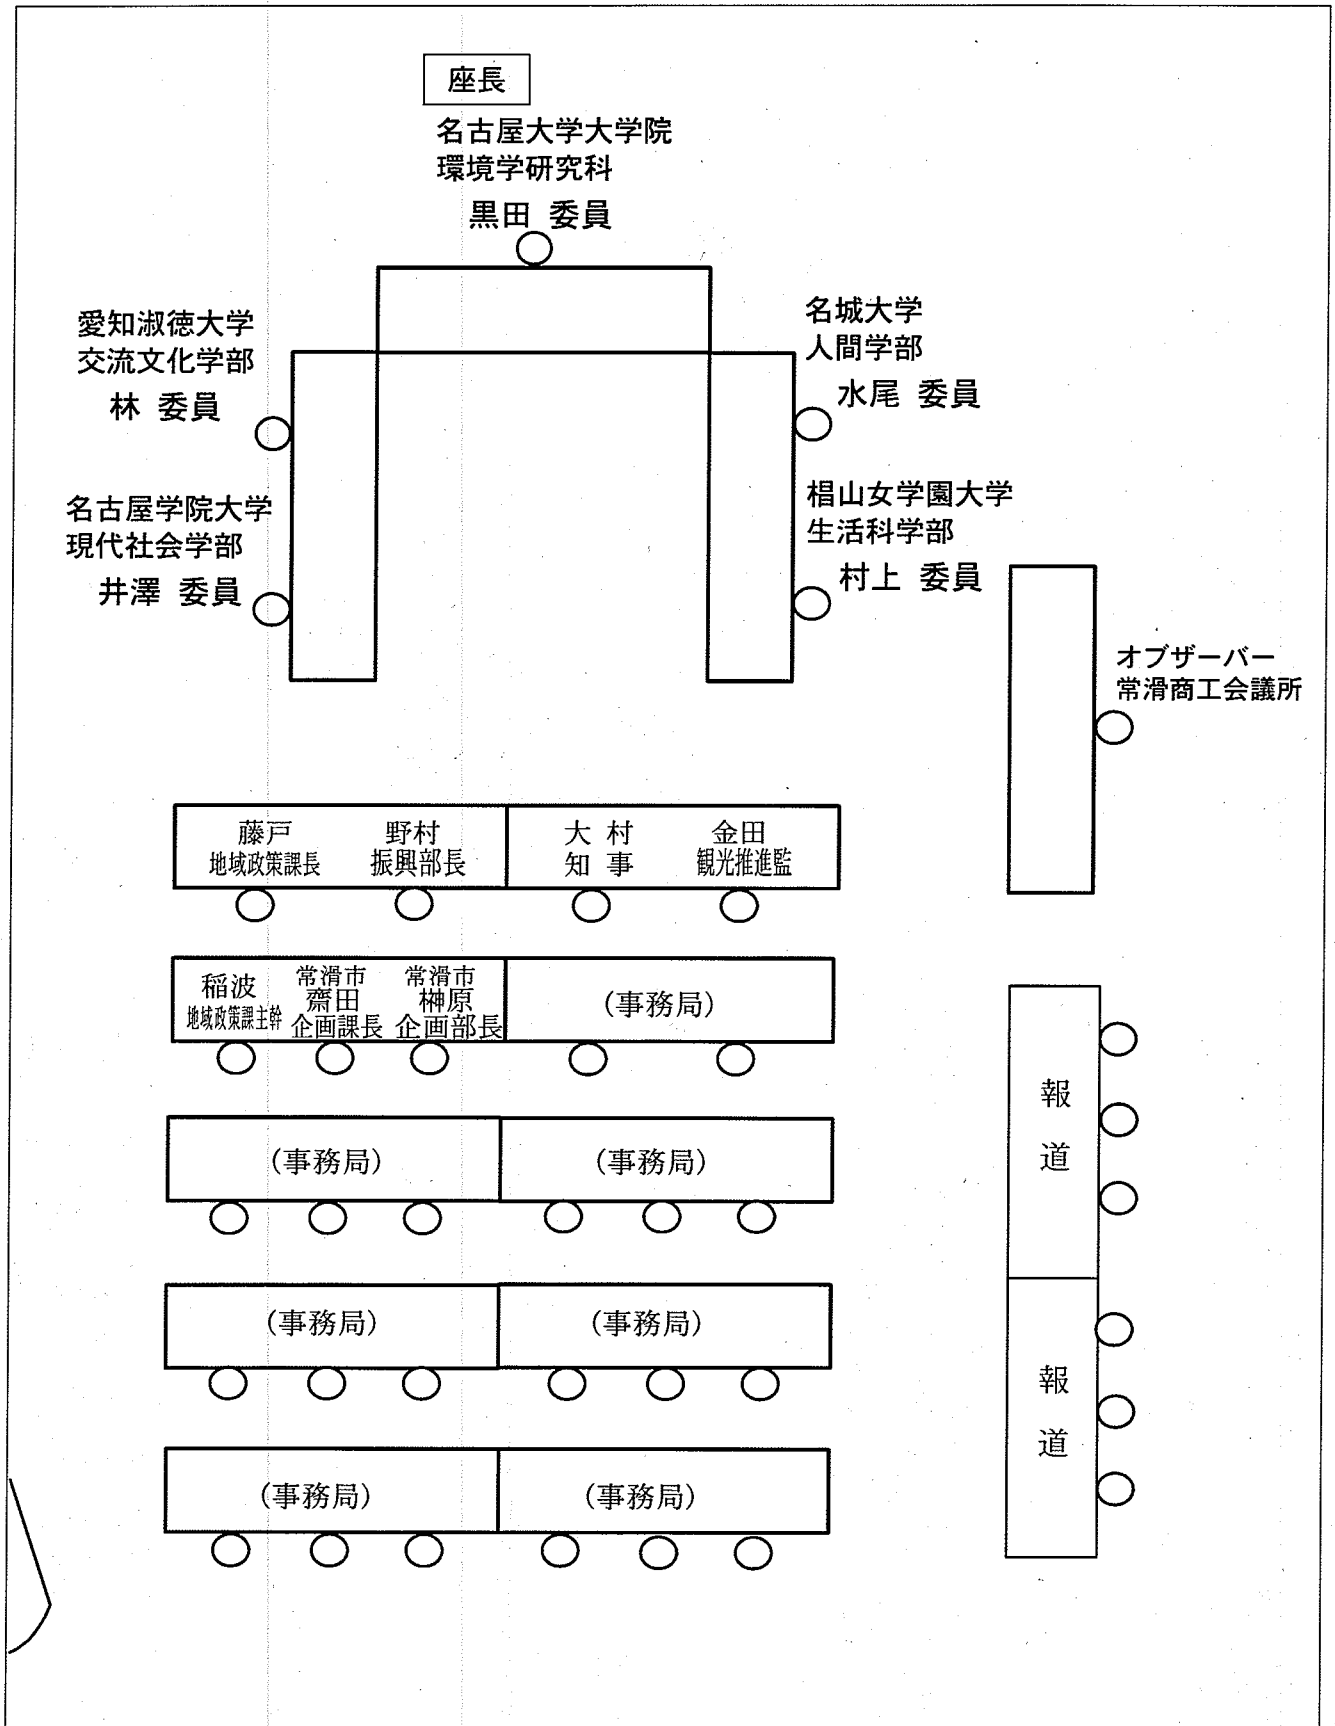 座長
名古屋大学大学院
環境学研究科
黒田 委員
愛知淑徳大学
交流文化学部
林 委員
名城大学
人間学部
水尾 委員
名古屋学院大学
現代社会学部
井澤 委員
椙山女学園大学
生活科学部
村上 委員
オブザーバー
常滑商工会議所
藤戸
地域政策課長
野村
振興部長
大 村
知 事
金田
観光推進監
稲波
地域政策課主幹
常滑市
齋田
企画課長
常滑市
榊原
企画部長
(事務局)
(事務局)
(事務局)
(事務局)
(事務局)
(事務局)
(事務局)
報
道
報
道